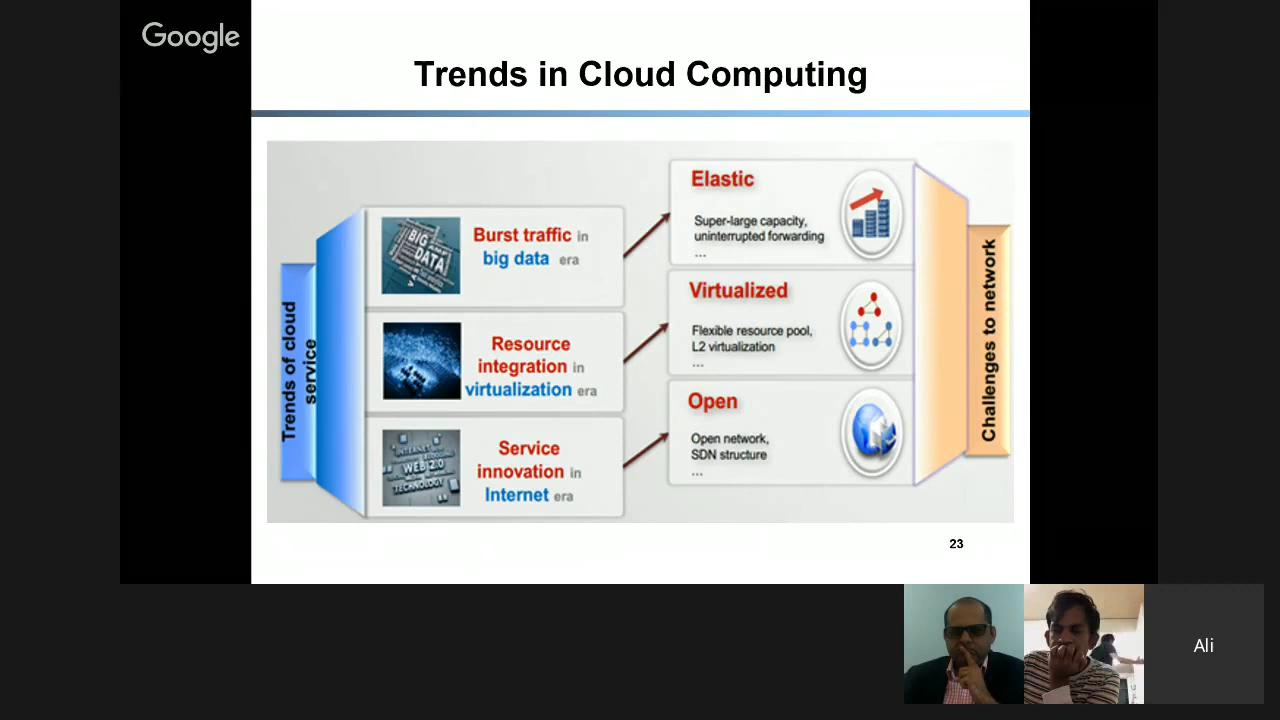 Google
Trends in Cloud Computing
Trends of cloud
service
BIG
DATA
Burst traffic in
big data era
Resource
integration in
virtualization era
INTERNET
WEB 2.0
TECHNOLOGY
Service
innovation in
Internet era
Elastic
Super-large capacity,
uninterrupted forwarding
...
Virtualized
Flexible resource pool,
L2 virtualization
...
Open
Open network,
SDN structure
...
Challenges to network
23
Ali